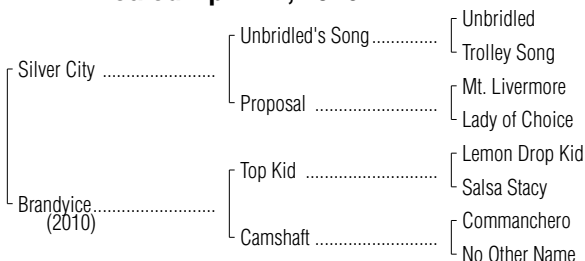 Unbridled
Unbridled's Song
Trolley Song
Silver City
Mt. Livermore
Proposal
Lady of Choice
Lemon Drop Kid
Top Kid
Salsa Stacy
Brandyice
(2010)
Commanchero
Camshaft
No Other Name